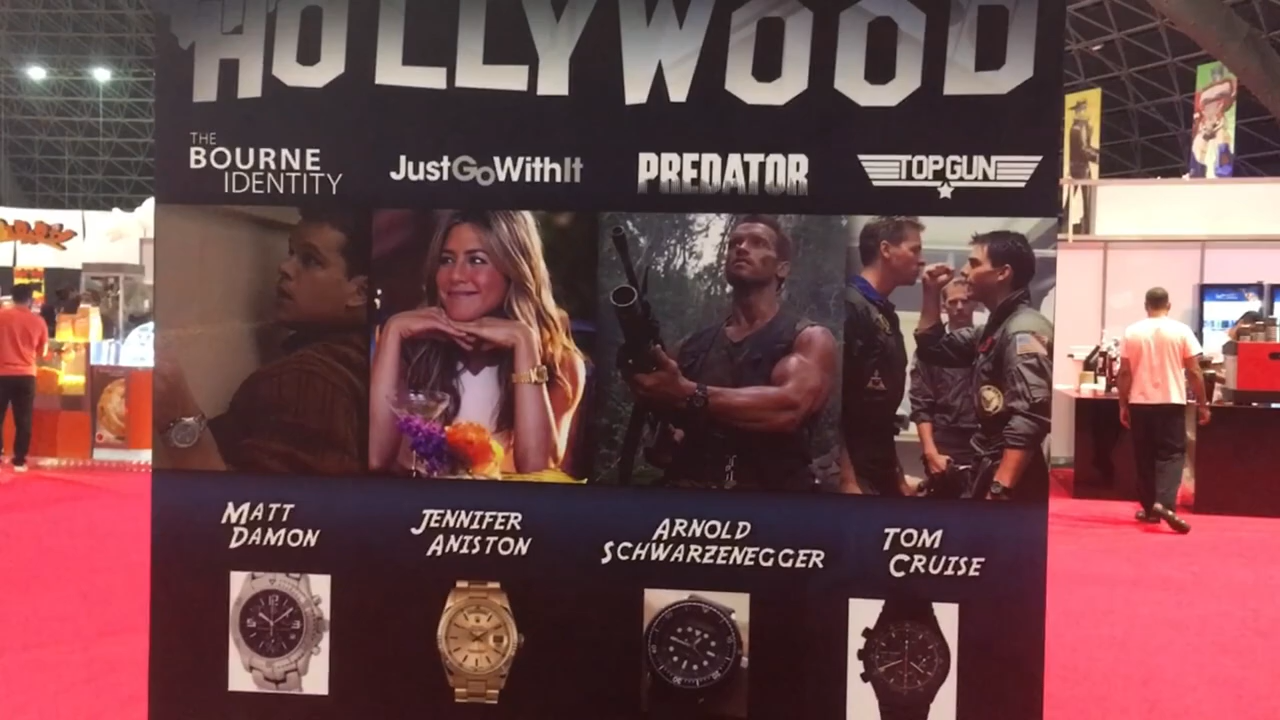 HOLLYWOOD
THE
BOURNE
IDENTITY
JustGoWithIt
PREDATOR
TOPGUN
MATT
DAMON
JENNIFER
ANISTON
ARNOLD
SCHWARZENEGGER
TOM
CRUISE